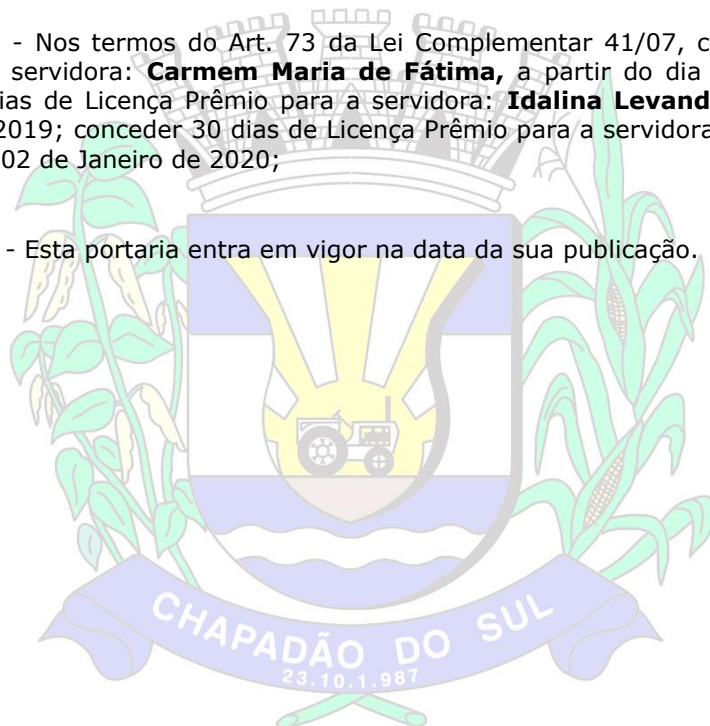 - Nos termos do Art. 73 da Lei Complementar 41/07, c
servidora: Carmem Maria de Fátima, a partir do dia
ias de Licença Prêmio para a servidora: Idalina Levand
2019; conceder 30 dias de Licença Prêmio para a servidora
02 de Janeiro de 2020;
- Esta portaria entra em vigor na data da sua publicação.
CHAPADÃO DO SUL
23.10.1.987